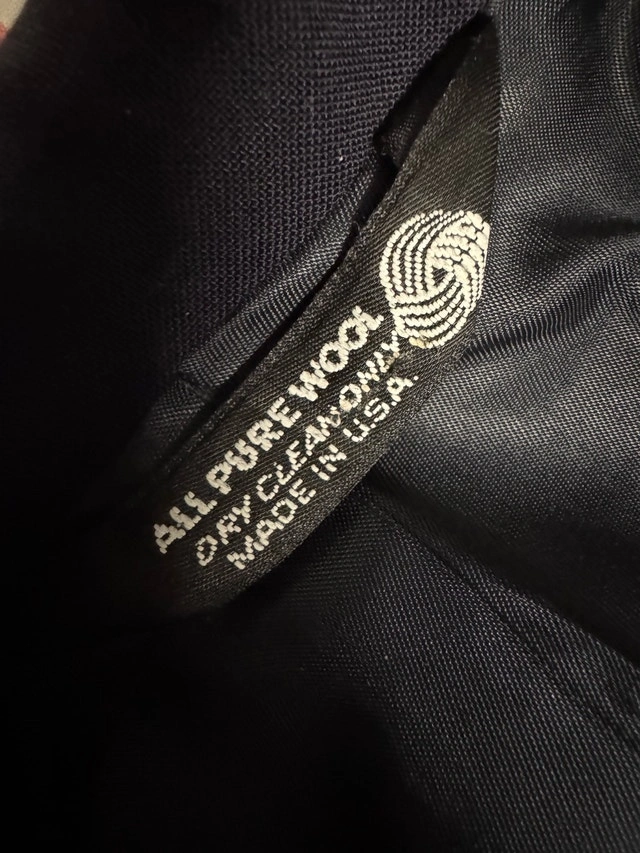 ALL PURE WOOL
DRY CLEAN ONLY
MADE IN U.S.A.